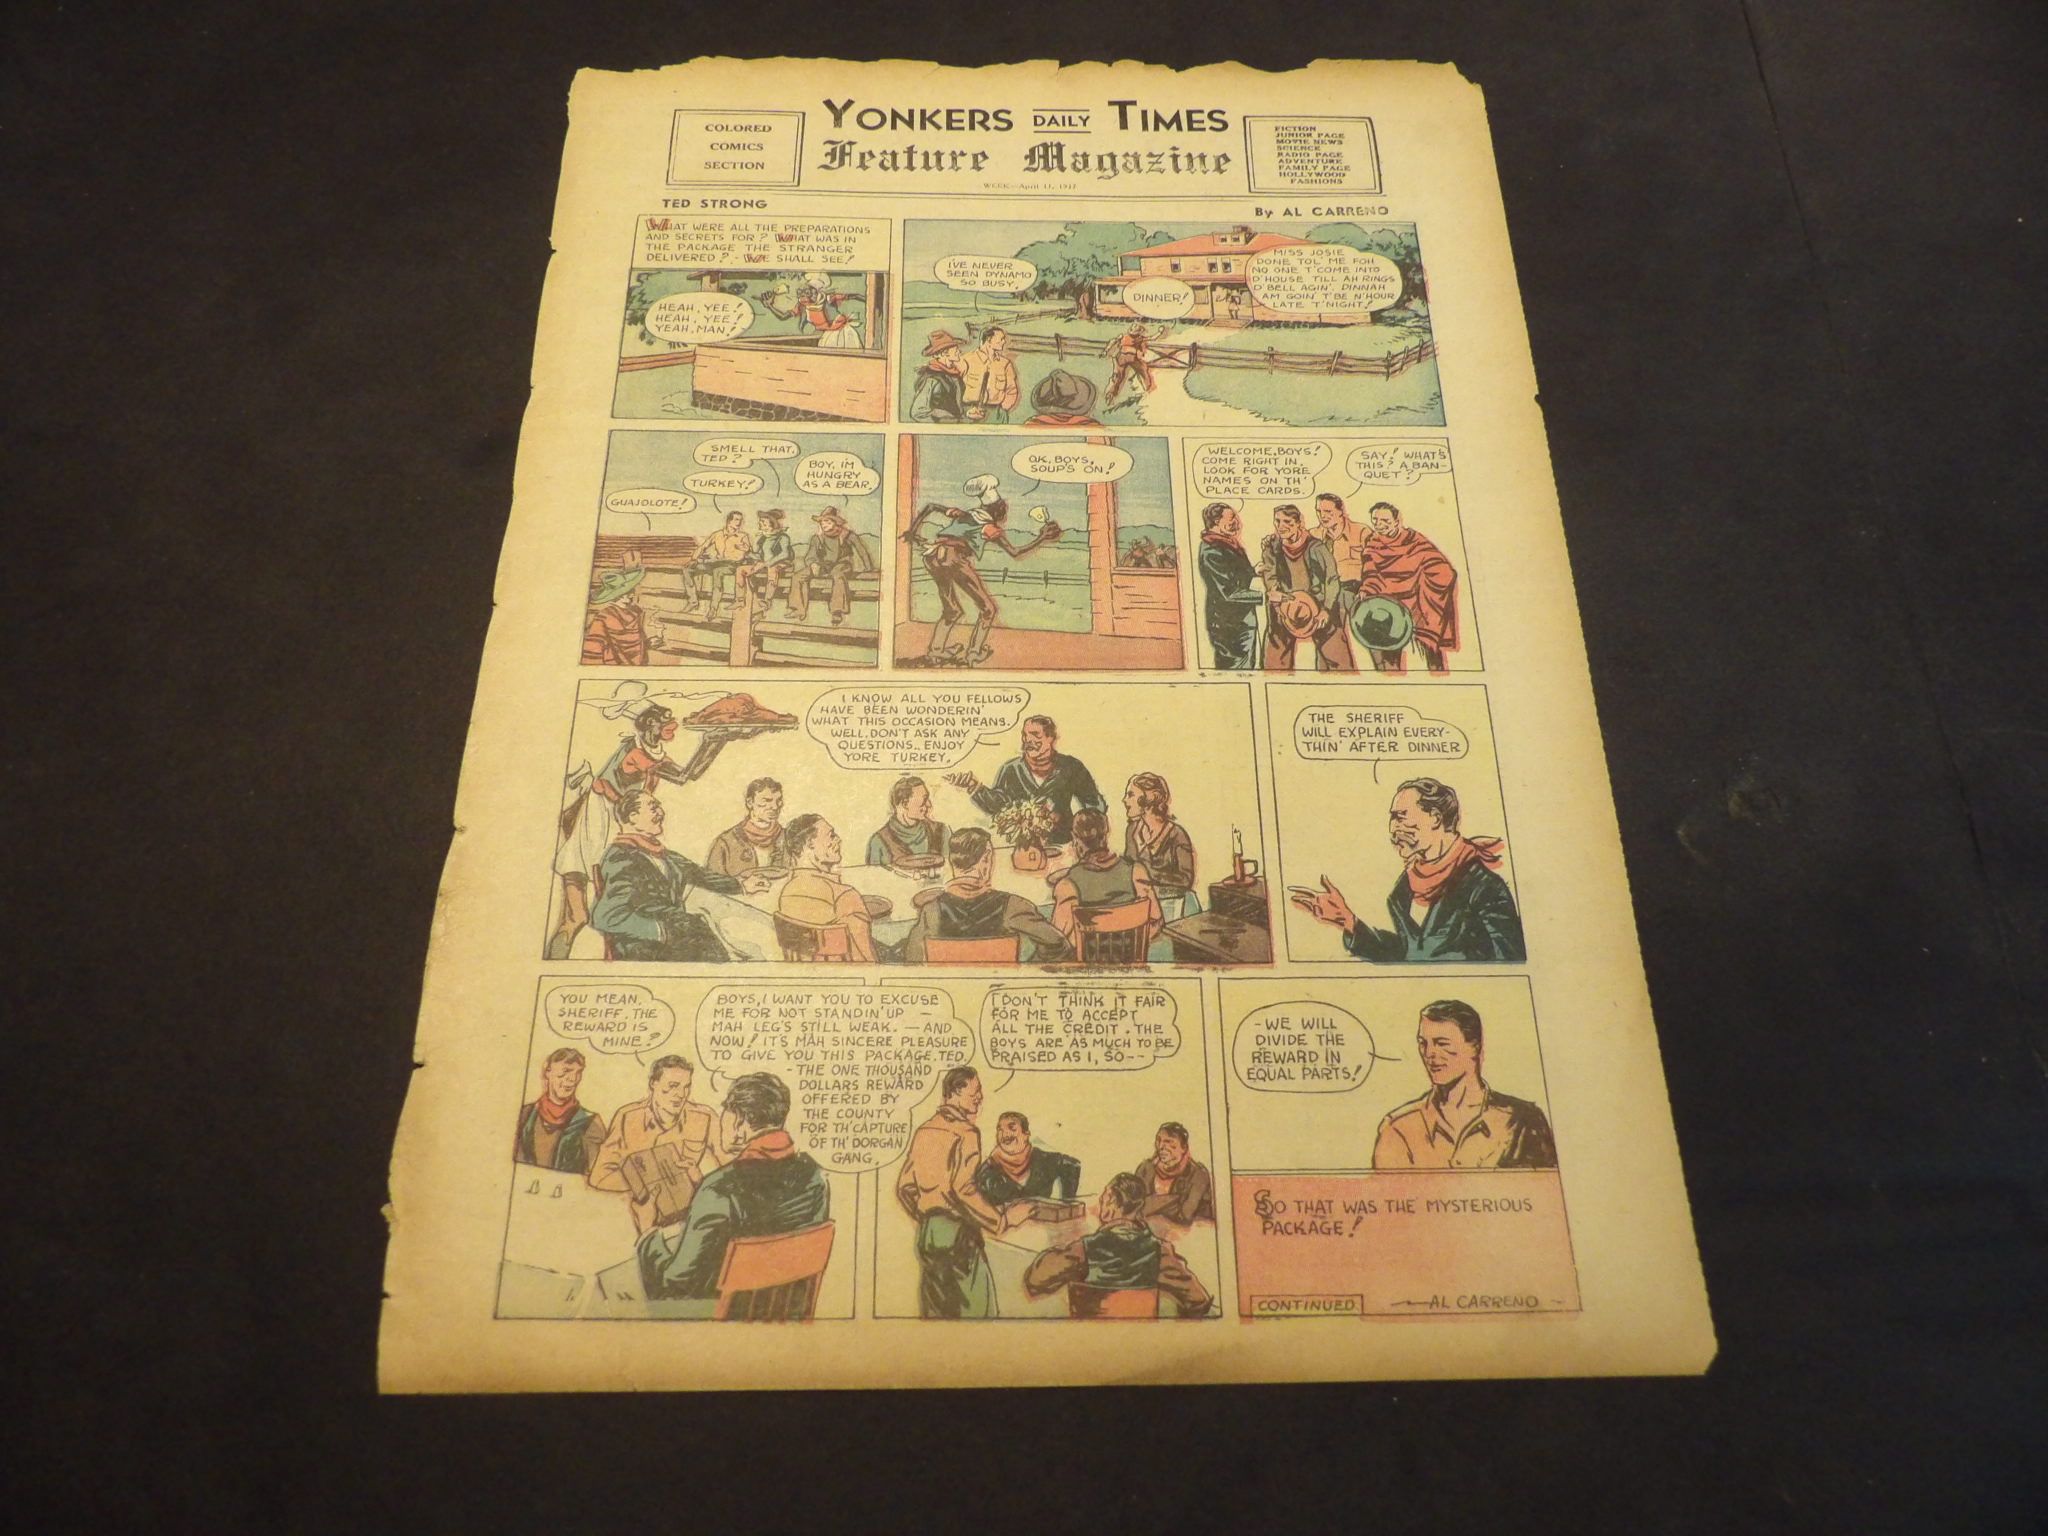 COLORED
COMICS
SECTION
YONKERS DAILY TIMES
Feature Magazine
WEEK—April 11, 1937
FICTION
JUNIOR PAGE
MOVIE NEWS
SCIENCE
RADIO PAGE
ADVENTURE
FAMILY PAGE
HOLLYWOOD
FASHIONS
TED STRONG
By AL CARRENO
WHAT WERE ALL THE PREPARATIONS
AND SECRETS FOR? WHAT WAS IN
THE PACKAGE THE STRANGER
DELIVERED? - WE SHALL SEE!
HEAH, YEE!
HEAH, YEE!
YEAH, MAN!
I'VE NEVER
SEEN DYNAMO
SO BUSY.
DINNER!
MISS JOSIE
DONE TOL' ME FOH
NO ONE T'COME INTO
D'HOUSE TILL AH RINGS
D'BELL AGIN'. DINNAH
AM GOIN' T'BE N'HOUR
LATE T'NIGHT!
GUAJOLOTE!
TURKEY!
SMELL THAT,
TED?
BOY, I'M
HUNGRY
AS A BEAR.
OK, BOYS,
SOUP'S ON!
WELCOME, BOYS!
COME RIGHT IN,
LOOK FOR YORE
NAMES ON TH'
PLACE CARDS.
SAY! WHAT'S
THIS? A BAN-
QUET?
I KNOW ALL YOU FELLOWS
HAVE BEEN WONDERIN'
WHAT THIS OCCASION MEANS.
WELL, DON'T ASK ANY
QUESTIONS.. ENJOY
YORE TURKEY.
THE SHERIFF
WILL EXPLAIN EVERY-
THIN' AFTER DINNER
YOU MEAN,
SHERIFF, THE
REWARD IS
MINE?
BOYS, I WANT YOU TO EXCUSE
ME FOR NOT STANDIN' UP —
MAH LEG'S STILL WEAK. — AND
NOW! IT'S MAH SINCERE PLEASURE
TO GIVE YOU THIS PACKAGE, TED.
- THE ONE THOUSAND
DOLLARS REWARD
OFFERED BY
THE COUNTY
FOR TH' CAPTURE
OF TH' DORGAN
GANG.
I DON'T THINK IT FAIR
FOR ME TO ACCEPT
ALL THE CREDIT. THE
BOYS ARE AS MUCH TO BE
PRAISED AS I, SO--
- WE WILL
DIVIDE THE
REWARD IN
EQUAL PARTS!
SO THAT WAS THE MYSTERIOUS
PACKAGE!
CONTINUED
—AL CARRENO—